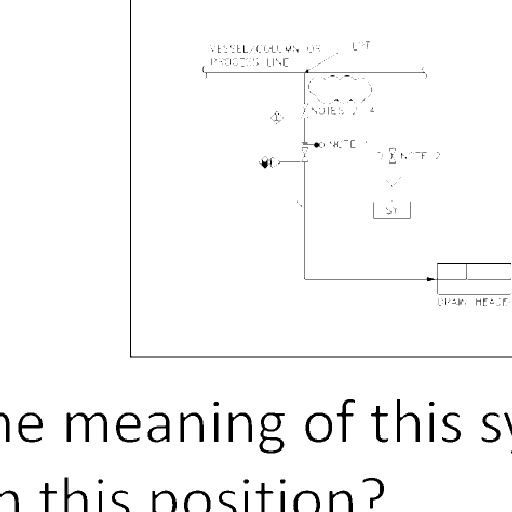 VESSEL/COLUMN OR
PROCESS LINE
LPT
NOTES 2, 4
NOTE 1
NOTE 2
SY
DRAIN HEADE
he meaning of this sy
n this position?